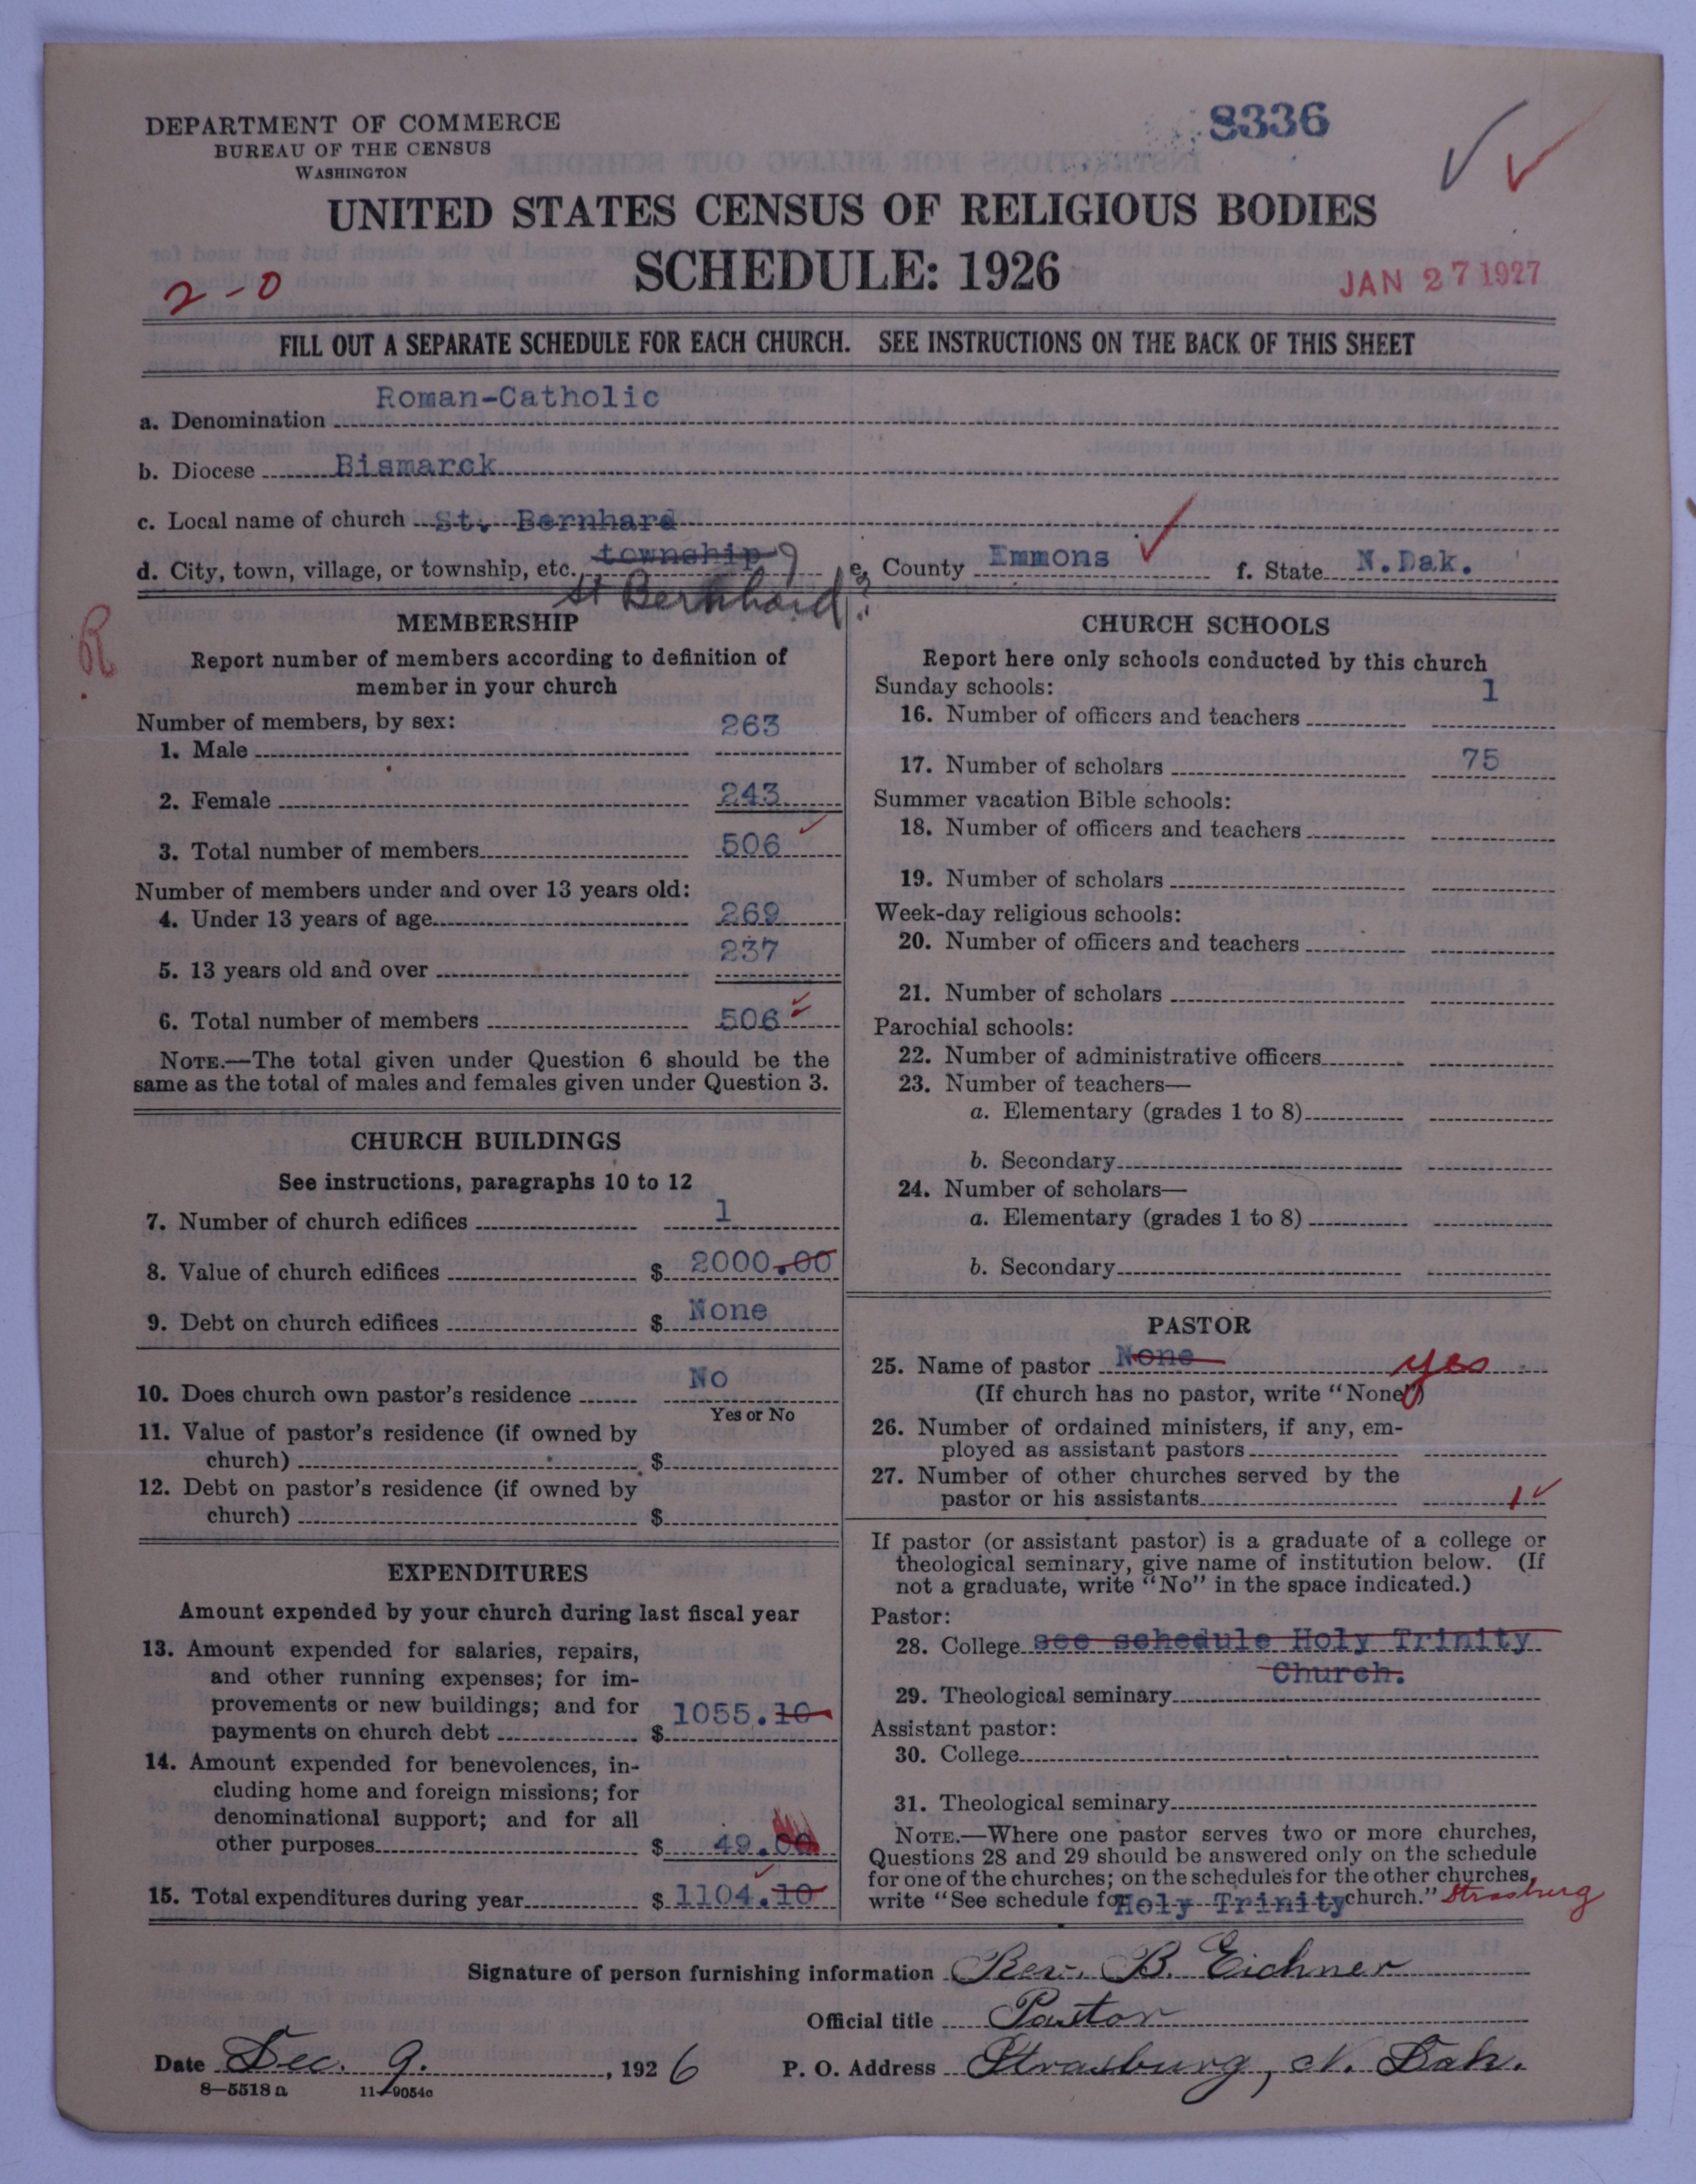 DEPARTMENT OF COMMERCE
BUREAU OF THE CENSUS
WASHINGTON
8336
UNITED STATES CENSUS OF RELIGIOUS BODIES
SCHEDULE: 1926
2-0
JAN 27 1927
FILL OUT A SEPARATE SCHEDULE FOR EACH CHURCH. SEE INSTRUCTIONS ON THE BACK OF THIS SHEET
a. Denomination Roman-Catholic
b. Diocese Bismarck
c. Local name of church St. Bernhard
d. City, town, village, or township, etc. township ? e. County Emmons f. State N.Dak.
St Bernhard
R
MEMBERSHIP
Report number of members according to definition of
member in your church
Number of members, by sex:
1. Male 263
2. Female 243
3. Total number of members 506
Number of members under and over 13 years old:
4. Under 13 years of age 269
5. 13 years old and over 237
6. Total number of members 506
NOTE.—The total given under Question 6 should be the
same as the total of males and females given under Question 3.
CHURCH BUILDINGS
See instructions, paragraphs 10 to 12
7. Number of church edifices 1
8. Value of church edifices $ 2000.00
9. Debt on church edifices $ None
10. Does church own pastor's residence No
Yes or No
11. Value of pastor's residence (if owned by
church) $
12. Debt on pastor's residence (if owned by
church) $
EXPENDITURES
Amount expended by your church during last fiscal year
13. Amount expended for salaries, repairs,
and other running expenses; for im-
provements or new buildings; and for
payments on church debt $ 1055.10
14. Amount expended for benevolences, in-
cluding home and foreign missions; for
denominational support; and for all
other purposes $ 49.00
15. Total expenditures during year $ 1104.10
CHURCH SCHOOLS
Report here only schools conducted by this church
Sunday schools:
16. Number of officers and teachers 1
17. Number of scholars 75
Summer vacation Bible schools:
18. Number of officers and teachers
19. Number of scholars
Week-day religious schools:
20. Number of officers and teachers
21. Number of scholars
Parochial schools:
22. Number of administrative officers
23. Number of teachers—
a. Elementary (grades 1 to 8)
b. Secondary
24. Number of scholars—
a. Elementary (grades 1 to 8)
b. Secondary
PASTOR
25. Name of pastor None yes
(If church has no pastor, write "None")
26. Number of ordained ministers, if any, em-
ployed as assistant pastors
27. Number of other churches served by the
pastor or his assistants 1
If pastor (or assistant pastor) is a graduate of a college or
theological seminary, give name of institution below. (If
not a graduate, write "No" in the space indicated.)
Pastor:
28. College see schedule Holy Trinity
Church.
29. Theological seminary
Assistant pastor:
30. College
31. Theological seminary
NOTE.—Where one pastor serves two or more churches,
Questions 28 and 29 should be answered only on the schedule
for one of the churches; on the schedules for the other churches,
write "See schedule for Holy Trinity church." Strasburg
Signature of person furnishing information Rev. B. Eichner
Official title Pastor
Date Dec. 9. , 1926 P. O. Address Strasburg, N. Dak.
8—5518 a 11—9054c